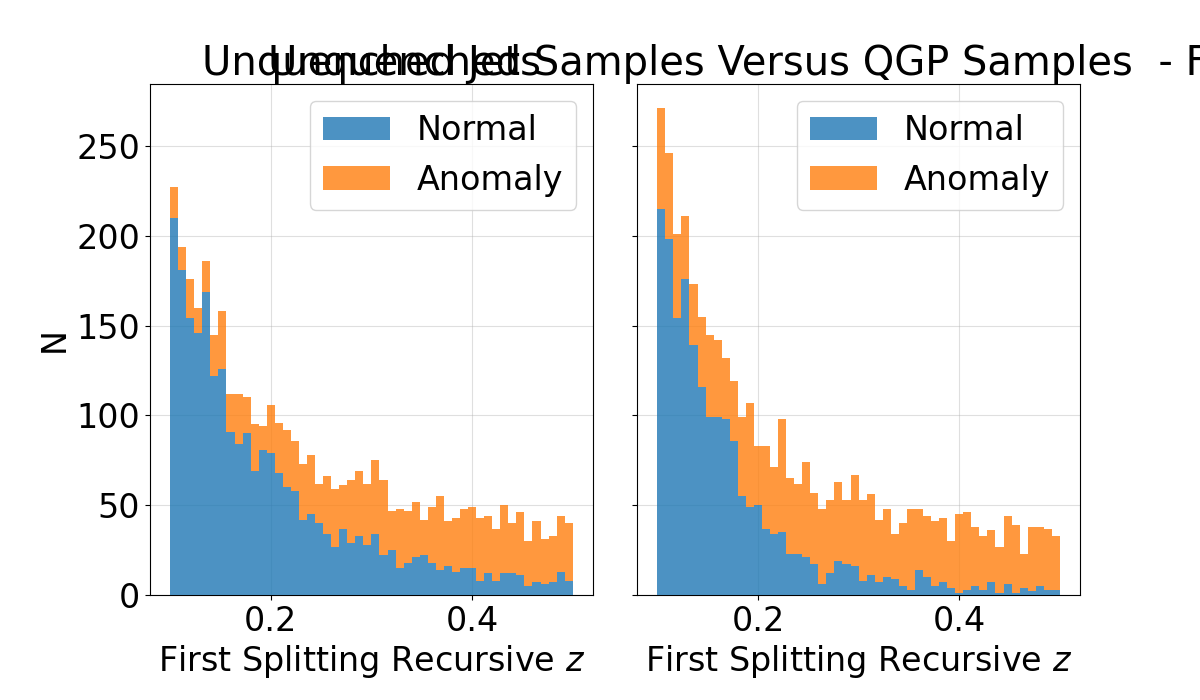 Samples Versus QGP Samples - F
Normal
Anomaly
Normal
Anomaly
250
200
150
100
50
0
N
0.2 0.4
0.2 0.4
First Splitting Recursive z
First Splitting Recursive z